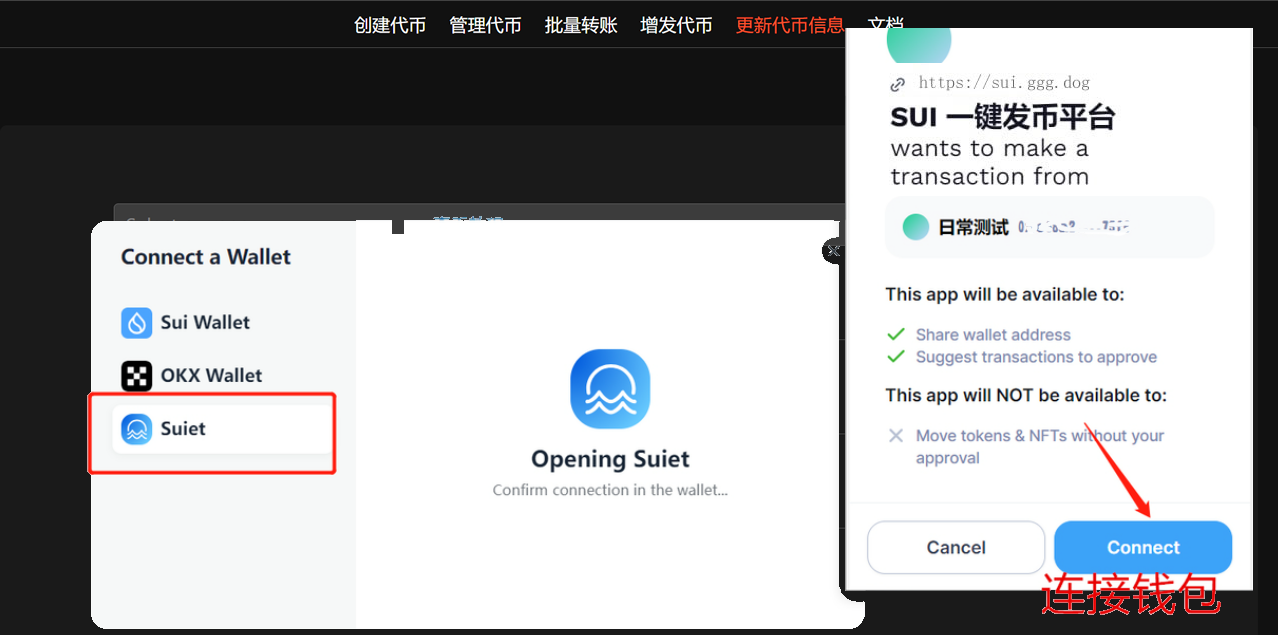 创建代币 管理代币 批量转账 增发代币 更新代币信息 文档
Connect a Wallet
Sui Wallet
OKX Wallet
Suiet
Opening Suiet
Confirm connection in the wallet...
https://sui.ggg.dog
SUI 一键发币平台
wants to make a
transaction from
日常测试
This app will be available to:
Share wallet address
Suggest transactions to approve
This app will NOT be available to:
Move tokens & NFTs without your
approval
Cancel
Connect
连接钱包